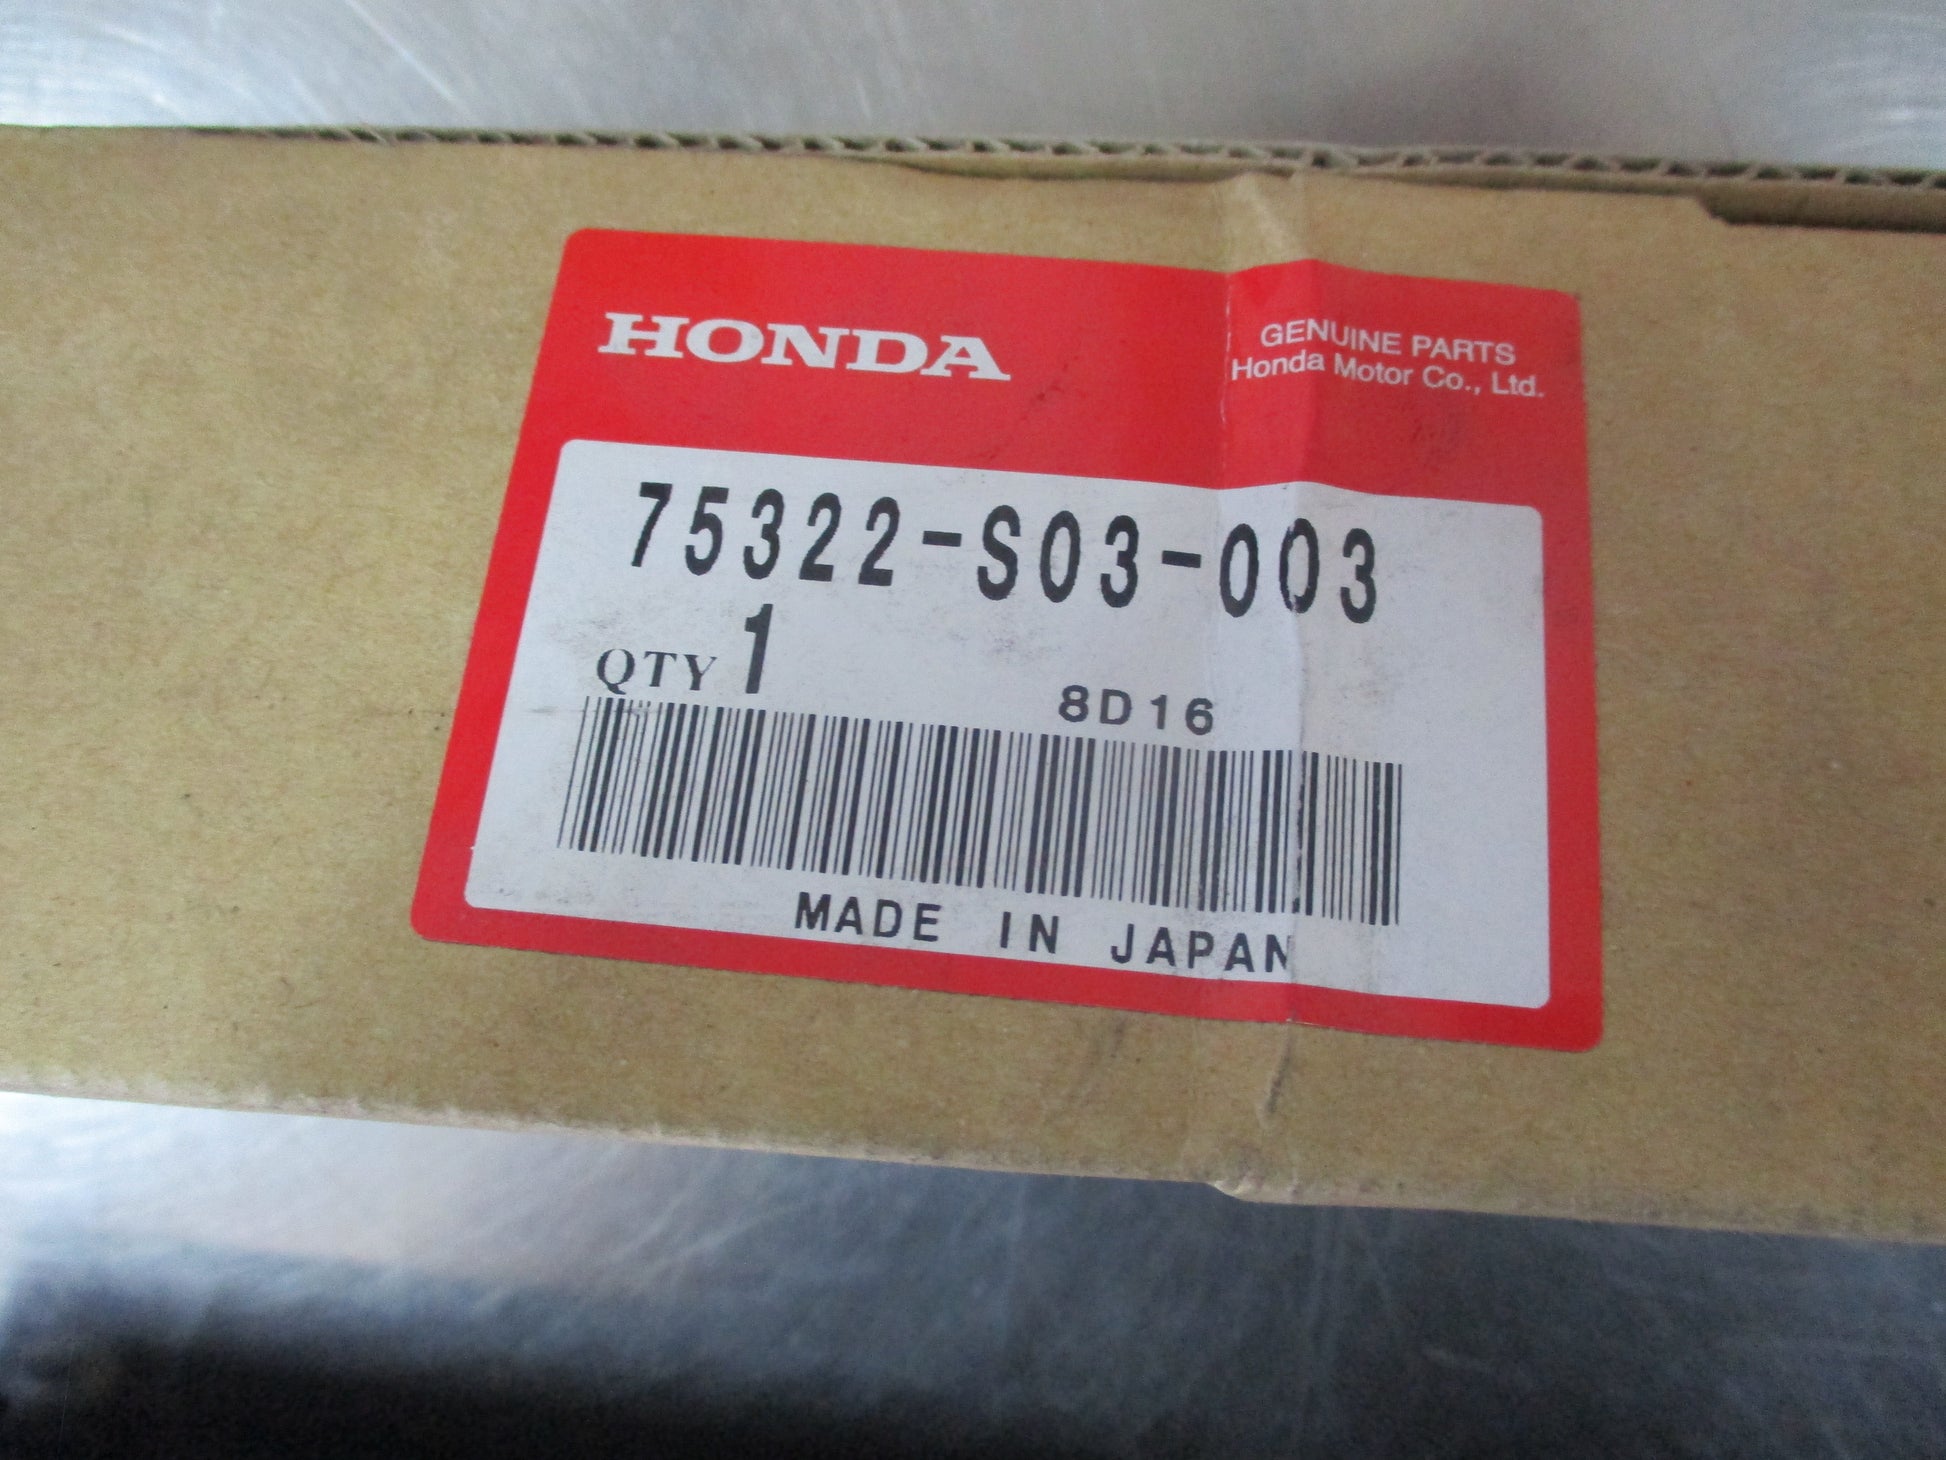 HONDA
GENUINE PARTS
Honda Motor Co., Ltd.
75322-S03-003
QTY 1
8D16
MADE IN JAPAN